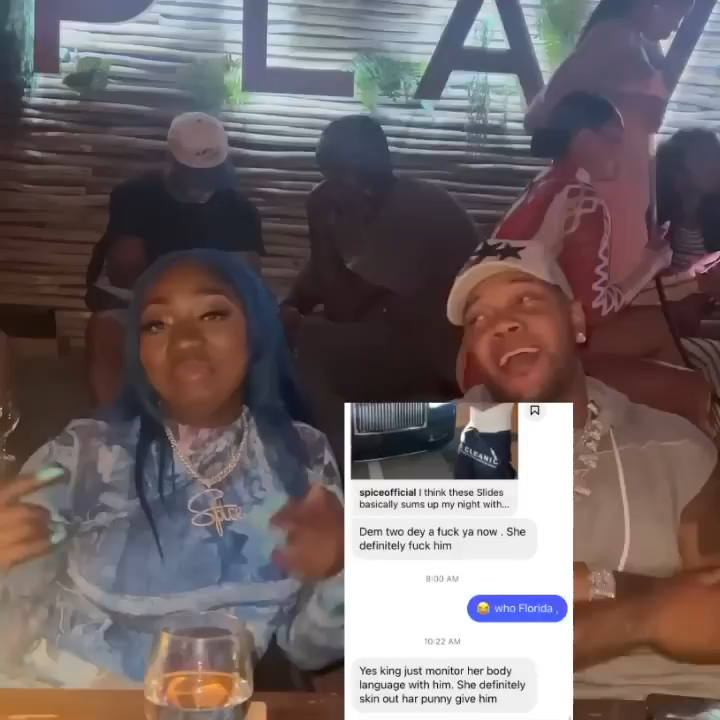 PLA
Spice
CLEANIC
spiceofficial I think these Slides
basically sums up my night with...
Dem two dey a fuck ya now . She
definitely fuck him
8:00 AM
😂 who Florida ,
10:22 AM
Yes king just monitor her body
language with him. She definitely
skin out har punny give him